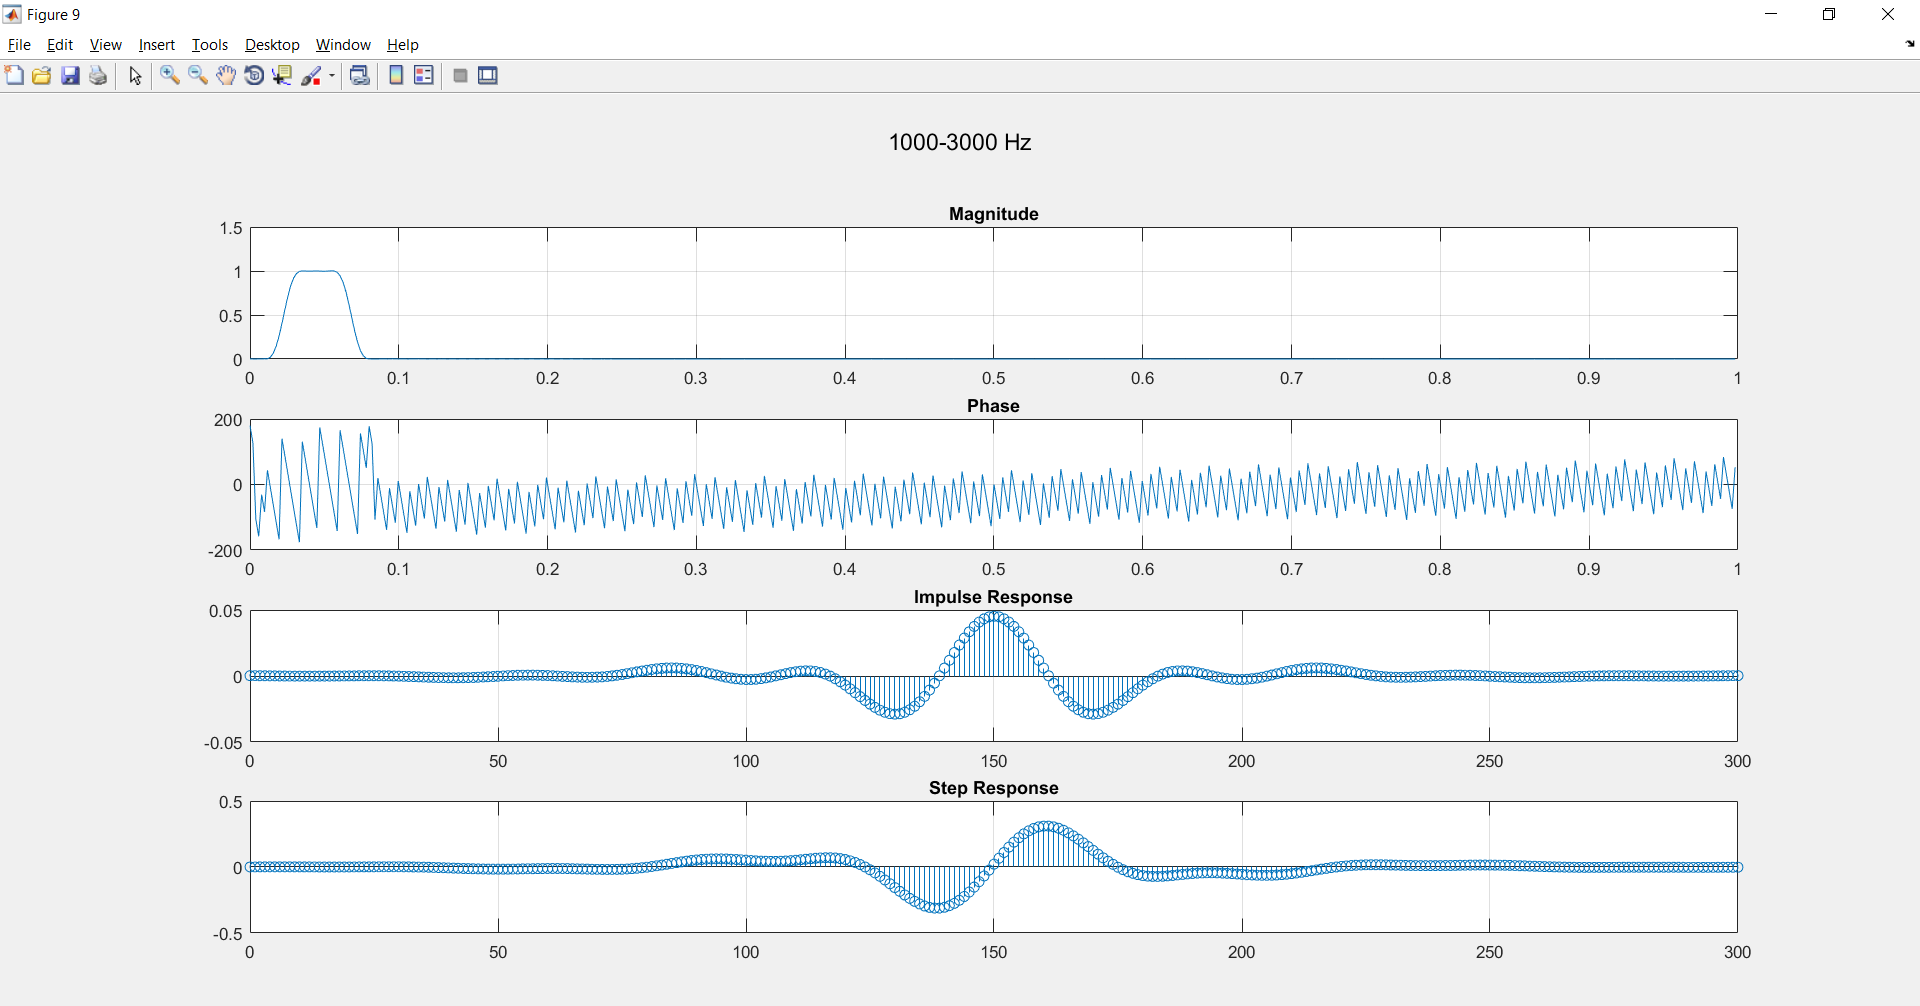 Figure 9
File Edit View Insert Tools Desktop Window Help
1000-3000 Hz
Magnitude
1.5
1
0.5
0
0 0.1 0.2 0.3 0.4 0.5 0.6 0.7 0.8 0.9 1
Phase
200
0
-200
0 0.1 0.2 0.3 0.4 0.5 0.6 0.7 0.8 0.9 1
Impulse Response
0.05
0
-0.05
0 50 100 150 200 250 300
Step Response
0.5
0
-0.5
0 50 100 150 200 250 300